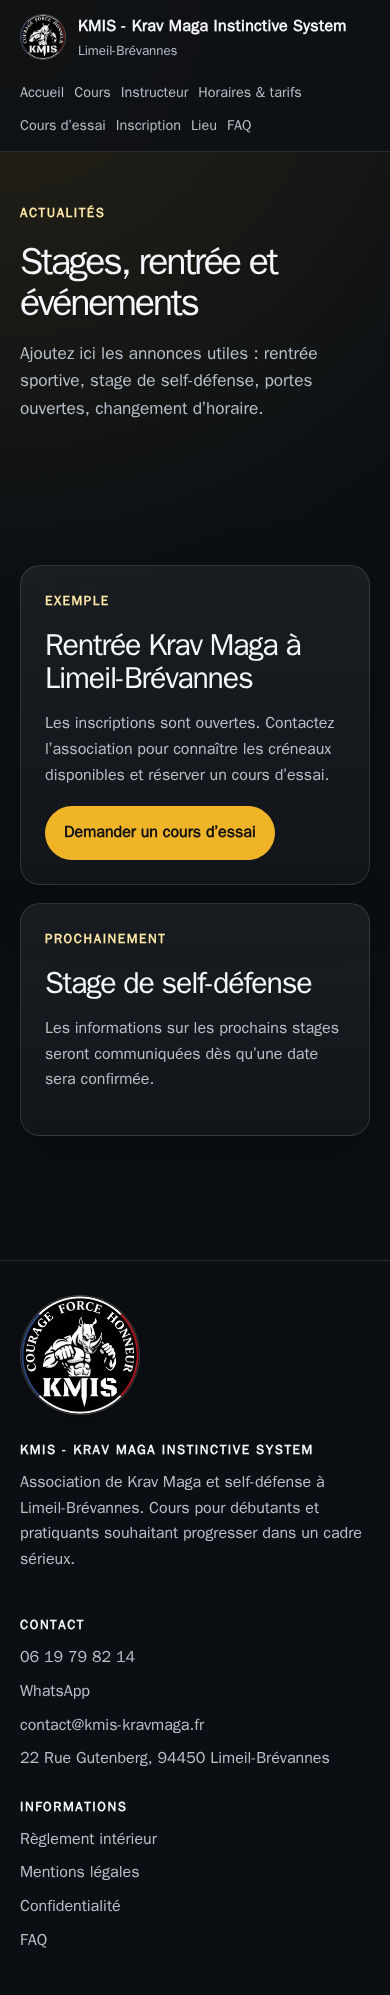 COURAGE FORCE HONNEUR
KMIS
KMIS - Krav Maga Instinctive System
Limeil-Brévannes
Accueil Cours Instructeur Horaires & tarifs
Cours d'essai Inscription Lieu FAQ
ACTUALITÉS
Stages, rentrée et
événements
Ajoutez ici les annonces utiles : rentrée
sportive, stage de self-défense, portes
ouvertes, changement d'horaire.
EXEMPLE
Rentrée Krav Maga à
Limeil-Brévannes
Les inscriptions sont ouvertes. Contactez
l'association pour connaître les créneaux
disponibles et réserver un cours d'essai.
Demander un cours d'essai
PROCHAINEMENT
Stage de self-défense
Les informations sur les prochains stages
seront communiquées dès qu'une date
sera confirmée.
COURAGE FORCE HONNEUR
KMIS
KMIS - KRAV MAGA INSTINCTIVE SYSTEM
Association de Krav Maga et self-défense à
Limeil-Brévannes. Cours pour débutants et
pratiquants souhaitant progresser dans un cadre
sérieux.
CONTACT
06 19 79 82 14
WhatsApp
contact@kmis-kravmaga.fr
22 Rue Gutenberg, 94450 Limeil-Brévannes
INFORMATIONS
Règlement intérieur
Mentions légales
Confidentialité
FAQ